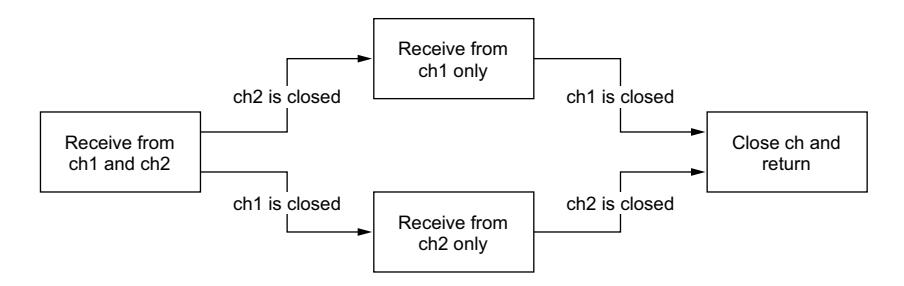 Receive from
ch1 only
ch2 is closed
ch1 is closed
Receive from
ch1 and ch2
Close ch and
return
ch1 is closed
ch2 is closed
Receive from
ch2 only